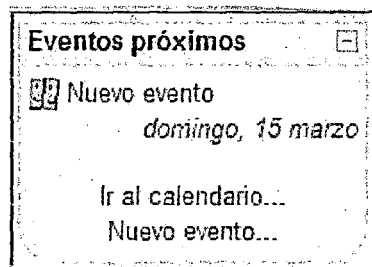 Eventos próximos
Nuevo evento
domingo, 15 marzo
Ir al calendario...
Nuevo evento...